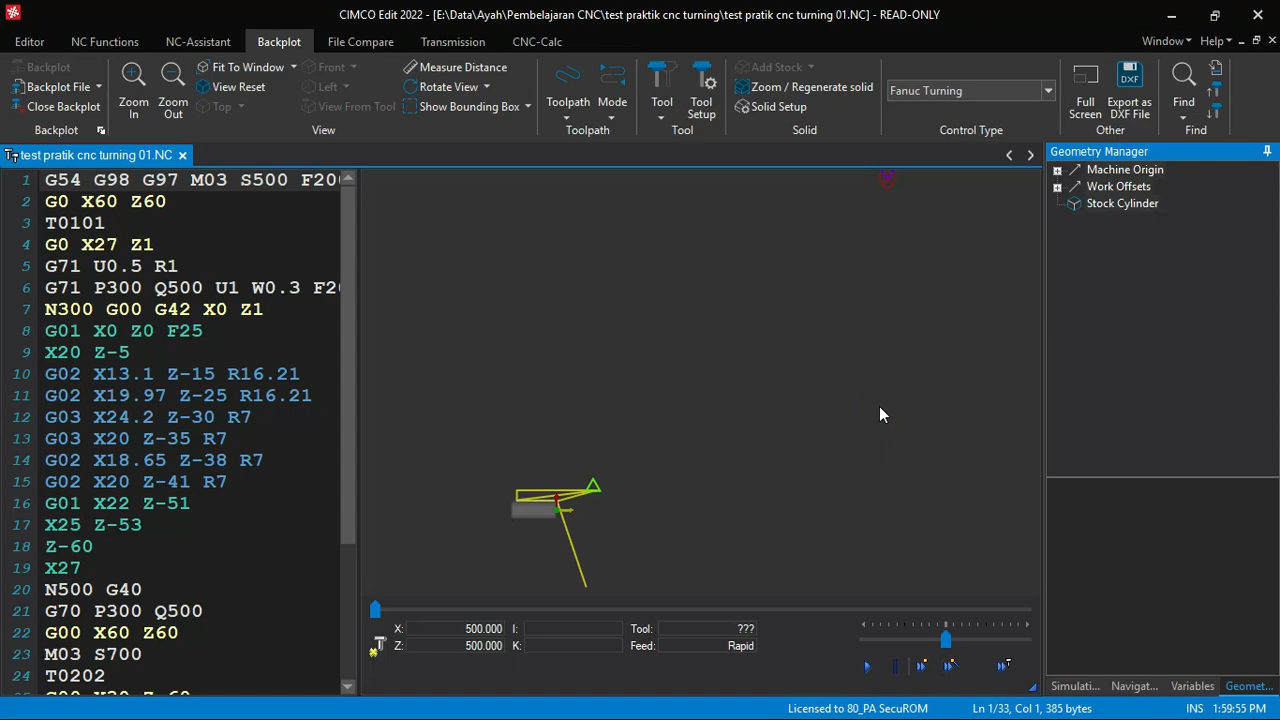 CIMCO Edit 2022 - [E:\Data\Ayah\Pembelajaran CNC\test praktik cnc turning\test pratik cnc turning 01.NC] - READ-ONLY
Editor NC Functions NC-Assistant Backplot File Compare Transmission CNC-Calc Window Help
Backplot
Backplot File
Close Backplot
Backplot
Zoom In
Zoom Out
Fit To Window
View Reset
Top
Front
Left
View From Tool
Measure Distance
Rotate View
Show Bounding Box
View
Toolpath
Mode
Toolpath
Tool
Tool Setup
Tool
Add Stock
Zoom / Regenerate solid
Solid Setup
Solid
Fanuc Turning
Control Type
Full Screen
Export as DXF File
DXF
Other
Find
Find
test pratik cnc turning 01.NC
1 G54 G98 G97 M03 S500 F200
2 G0 X60 Z60
3 T0101
4 G0 X27 Z1
5 G71 U0.5 R1
6 G71 P300 Q500 U1 W0.3 F20
7 N300 G00 G42 X0 Z1
8 G01 X0 Z0 F25
9 X20 Z-5
10 G02 X13.1 Z-15 R16.21
11 G02 X19.97 Z-25 R16.21
12 G03 X24.2 Z-30 R7
13 G03 X20 Z-35 R7
14 G02 X18.65 Z-38 R7
15 G02 X20 Z-41 R7
16 G01 X22 Z-51
17 X25 Z-53
18 Z-60
19 X27
20 N500 G40
21 G70 P300 Q500
22 G00 X60 Z60
23 M03 S700
24 T0202
X: 500.000 I: Tool: ???
Z: 500.000 K: Feed: Rapid
Geometry Manager
Machine Origin
Work Offsets
Stock Cylinder
Simulati... Navigat... Variables Geomet...
Licensed to 80_PA SecuROM Ln 1/33, Col 1, 385 bytes INS 1:59:55 PM